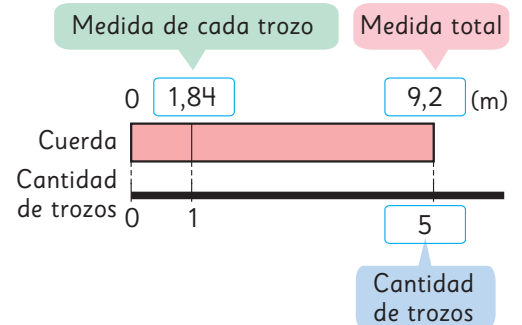 Medida de cada trozo
Medida total
0 1,84 9,2 (m)
Cuerda
Cantidad
de trozos
0 1 5
Cantidad
de trozos